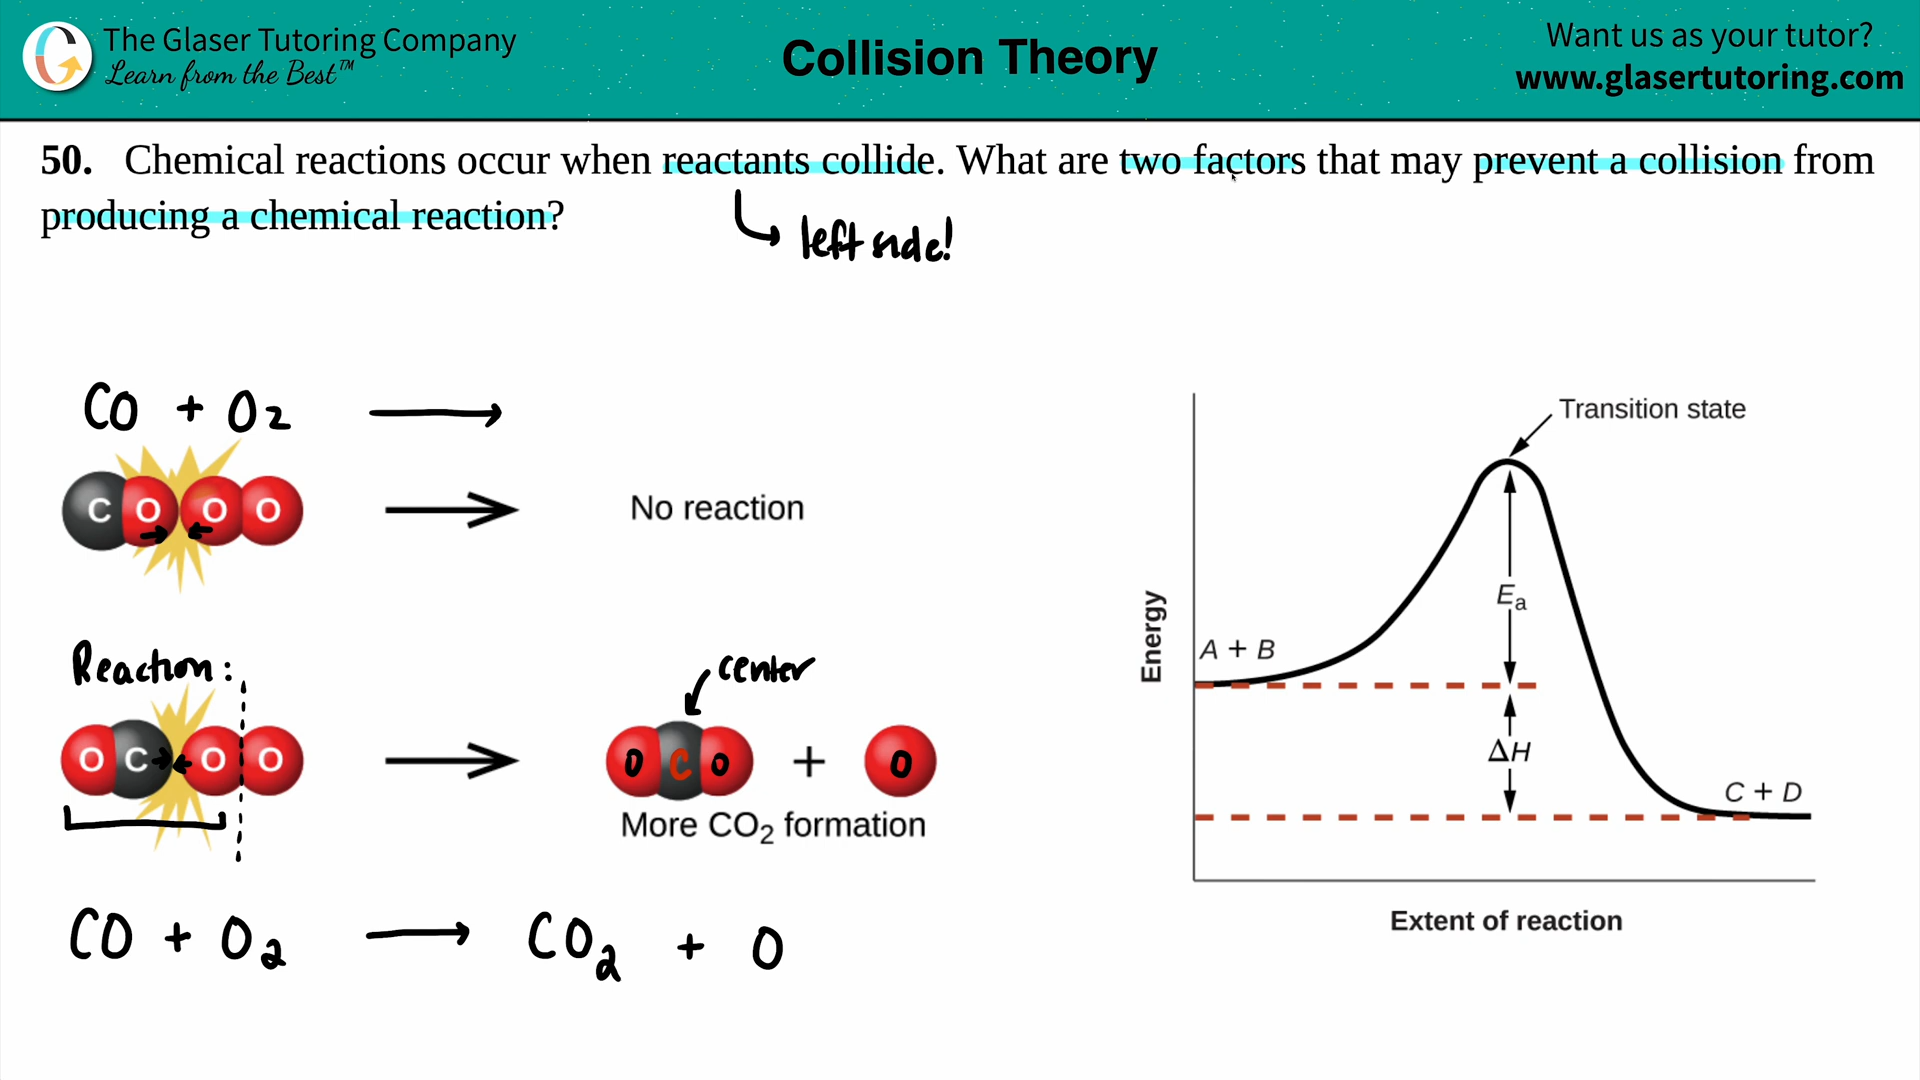 The Glaser Tutoring Company
Learn from the Best™
Collision Theory
Want us as your tutor?
www.glasertutoring.com
50. Chemical reactions occur when reactants collide. What are two factors that may prevent a collision from
producing a chemical reaction?
left side!
CO + O2
C O O O
No reaction
Reaction:
center
O C O O
O C O + O
More CO2 formation
CO + O2 CO2 + O
Transition state
Ea
A + B
ΔH
C + D
Energy
Extent of reaction